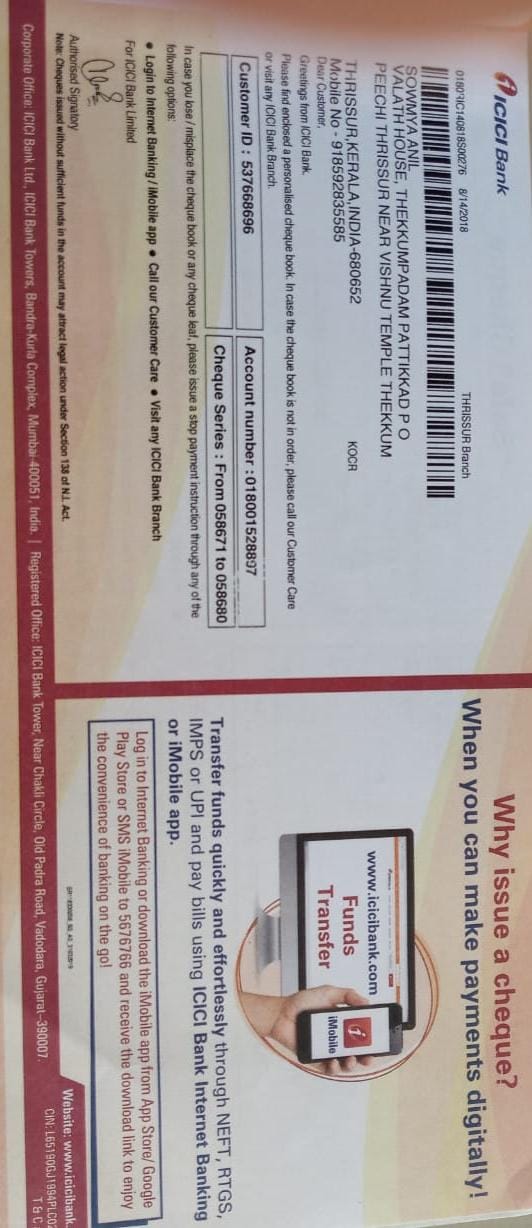 ICICI Bank
018039C140818S00276 8/14/2018 THRISSUR Branch
SOWMYA ANIL
VALATH HOUSE, THEKKUMPADAM PATTIKKAD P O
PEECHI THRISSUR NEAR VISHNU TEMPLE THEKKUM
THRISSUR,KERALA,INDIA-680652 KOCR
Mobile No - 918592835585
Dear Customer,
Greetings from ICICI Bank.
Please find enclosed a personalised cheque book. In case the cheque book is not in order, please call our Customer Care
or visit any ICICI Bank Branch.
Customer ID : 537668696 Account number : 018001528897
Cheque Series : From 058671 to 058680
In case you lose / misplace the cheque book or any cheque leaf, please issue a stop payment instruction through any of the
following options:
• Login to Internet Banking / iMobile app • Call our Customer Care • Visit any ICICI Bank Branch
For ICICI Bank Limited
Authorised Signatory
Note: Cheques issued without sufficient funds in the account may attract legal action under Section 138 of N.I. Act.
Why issue a cheque?
When you can make payments digitally!
www.icicibank.com
Funds
Transfer
iMobile
Transfer funds quickly and effortlessly through NEFT, RTGS,
IMPS or UPI and pay bills using ICICI Bank Internet Banking
or iMobile app.
Log in to Internet Banking or download the iMobile app from App Store/ Google
Play Store or SMS iMobile to 5676766 and receive the download link to enjoy
the convenience of banking on the go!
Website: www.icicibank.
CIN: L65190GJ1994PLC02
T & C
Corporate Office: ICICI Bank Ltd., ICICI Bank Towers, Bandra-Kurla Complex, Mumbai-400051, India. | Registered Office: ICICI Bank Tower, Near Chakli Circle, Old Padra Road, Vadodara, Gujarat-390007.